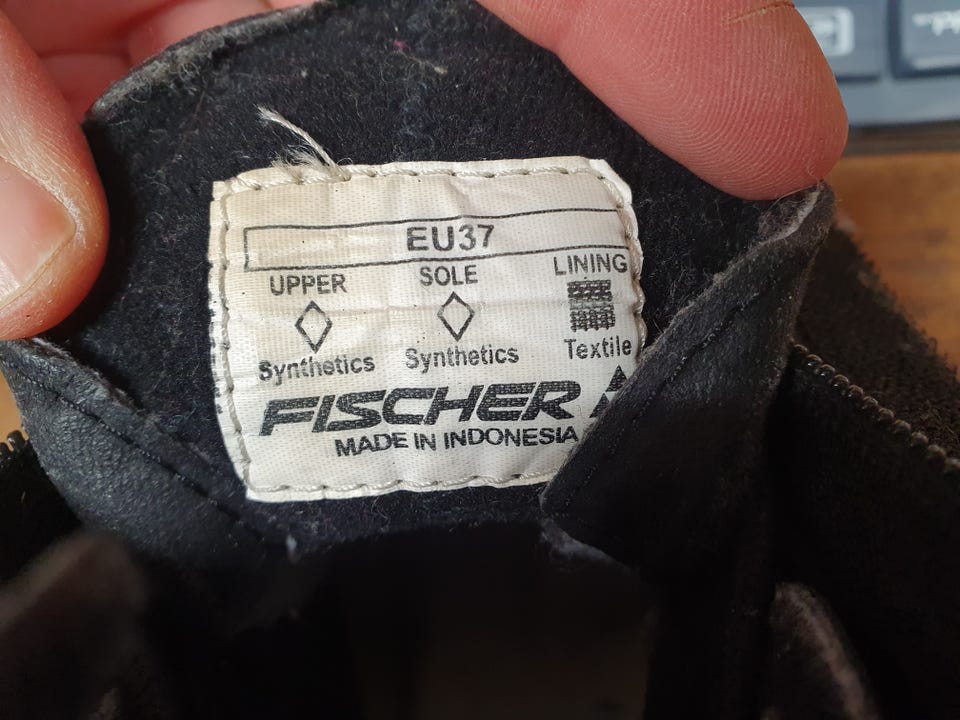 EU37
UPPER SOLE LINING
Synthetics Synthetics Textile
FISCHER
MADE IN INDONESIA